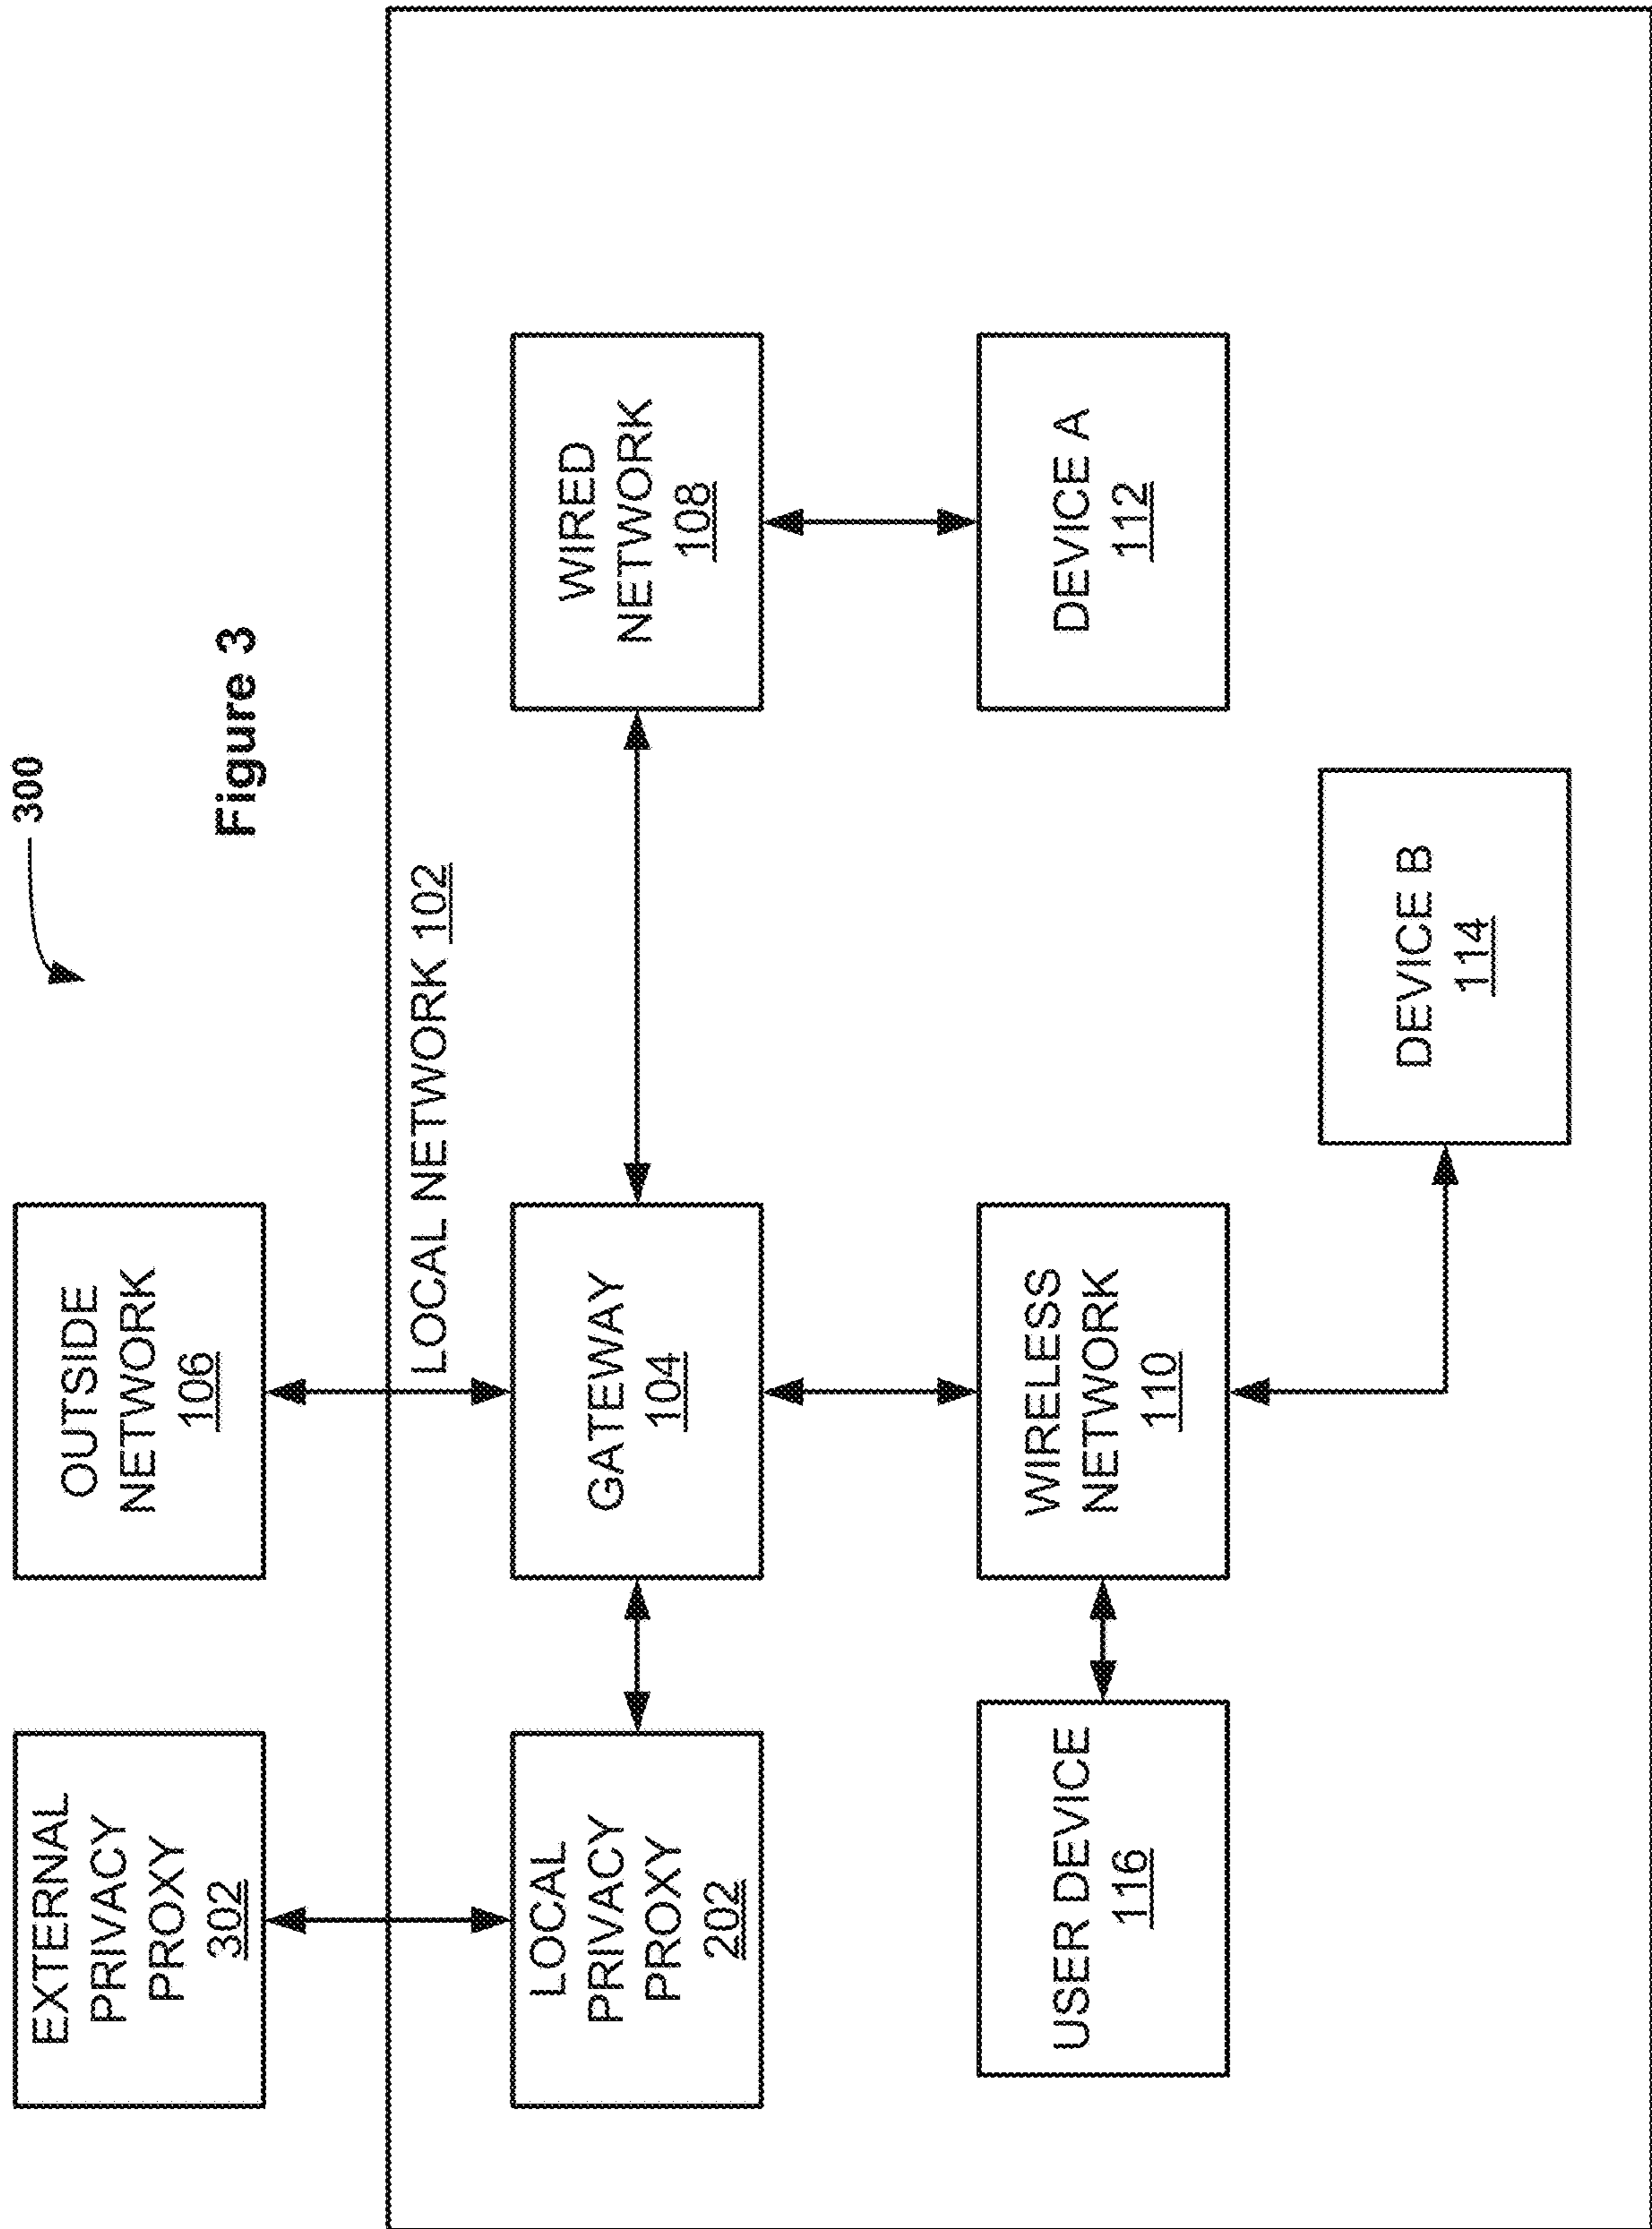 300
Figure 3
EXTERNAL
PRIVACY
PROXY
302
OUTSIDE
NETWORK
106
LOCAL NETWORK 102
LOCAL
PRIVACY
PROXY
202
GATEWAY
104
WIRED
NETWORK
108
USER DEVICE
116
WIRELESS
NETWORK
110
DEVICE A
112
DEVICE B
114